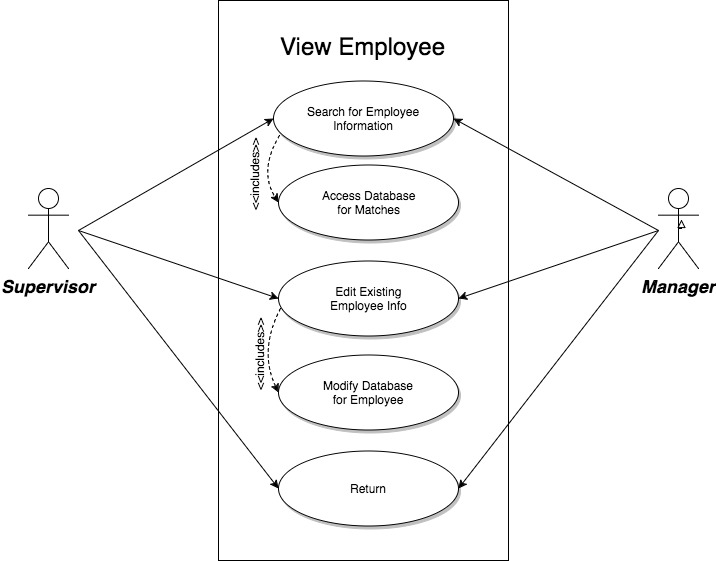 View Employee
Search for Employee
Information
<<includes>>
Access Database
for Matches
Supervisor
Manager
Edit Existing
Employee Info
<<includes>>
Modify Database
for Employee
Return